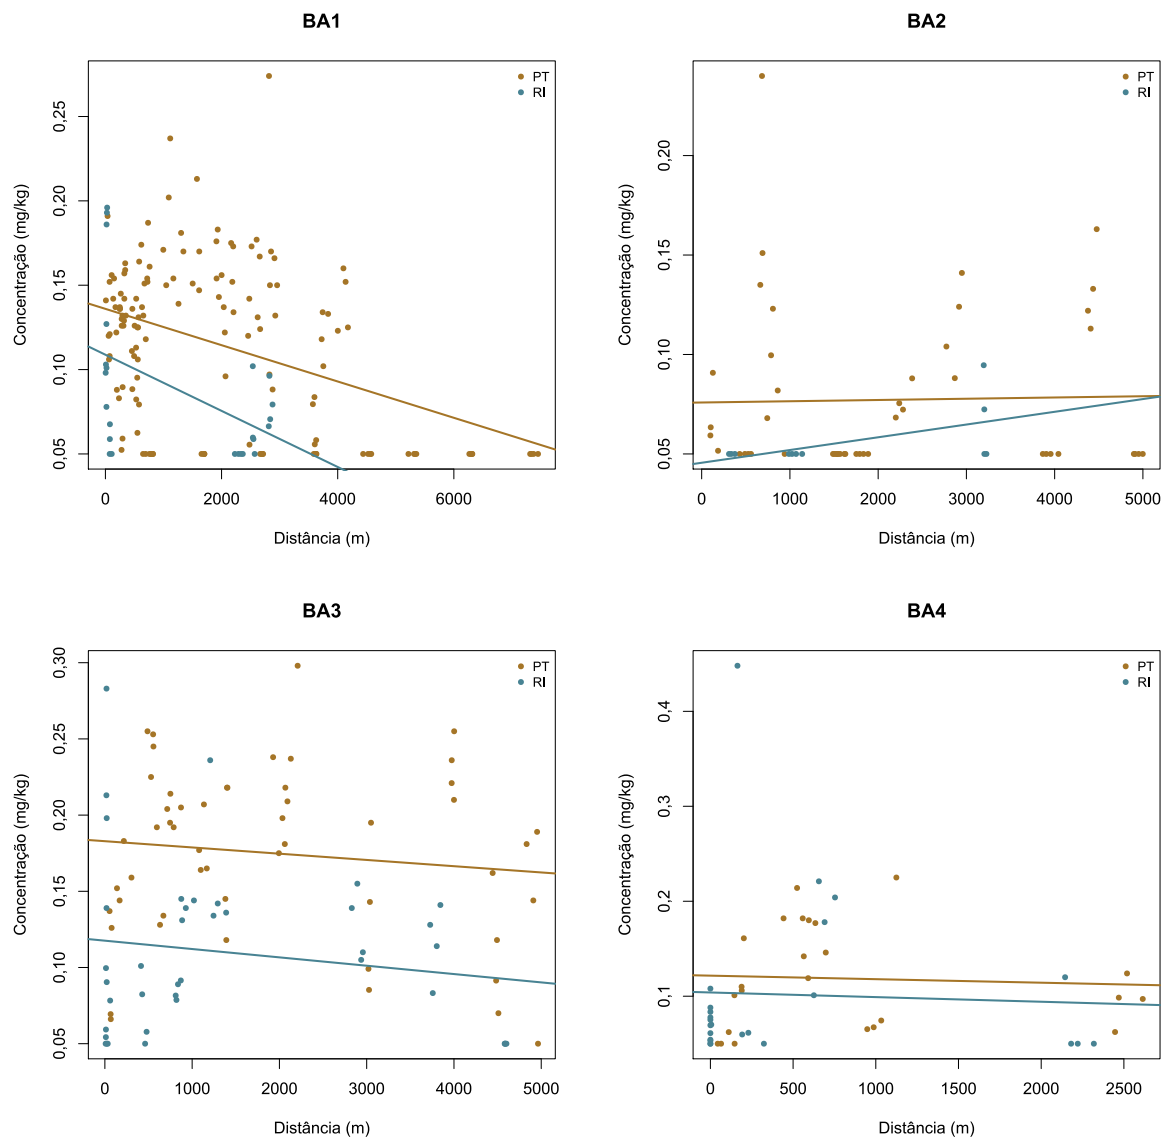 BA1
PT
RI
Concentração (mg/kg)
0,25
0,20
0,15
0,10
0,05
0 2000 4000 6000
Distância (m)
BA2
PT
RI
Concentração (mg/kg)
0,20
0,15
0,10
0,05
0 1000 2000 3000 4000 5000
Distância (m)
BA3
PT
RI
Concentração (mg/kg)
0,30
0,25
0,20
0,15
0,10
0,05
0 1000 2000 3000 4000 5000
Distância (m)
BA4
PT
RI
Concentração (mg/kg)
0,4
0,3
0,2
0,1
0 500 1000 1500 2000 2500
Distância (m)